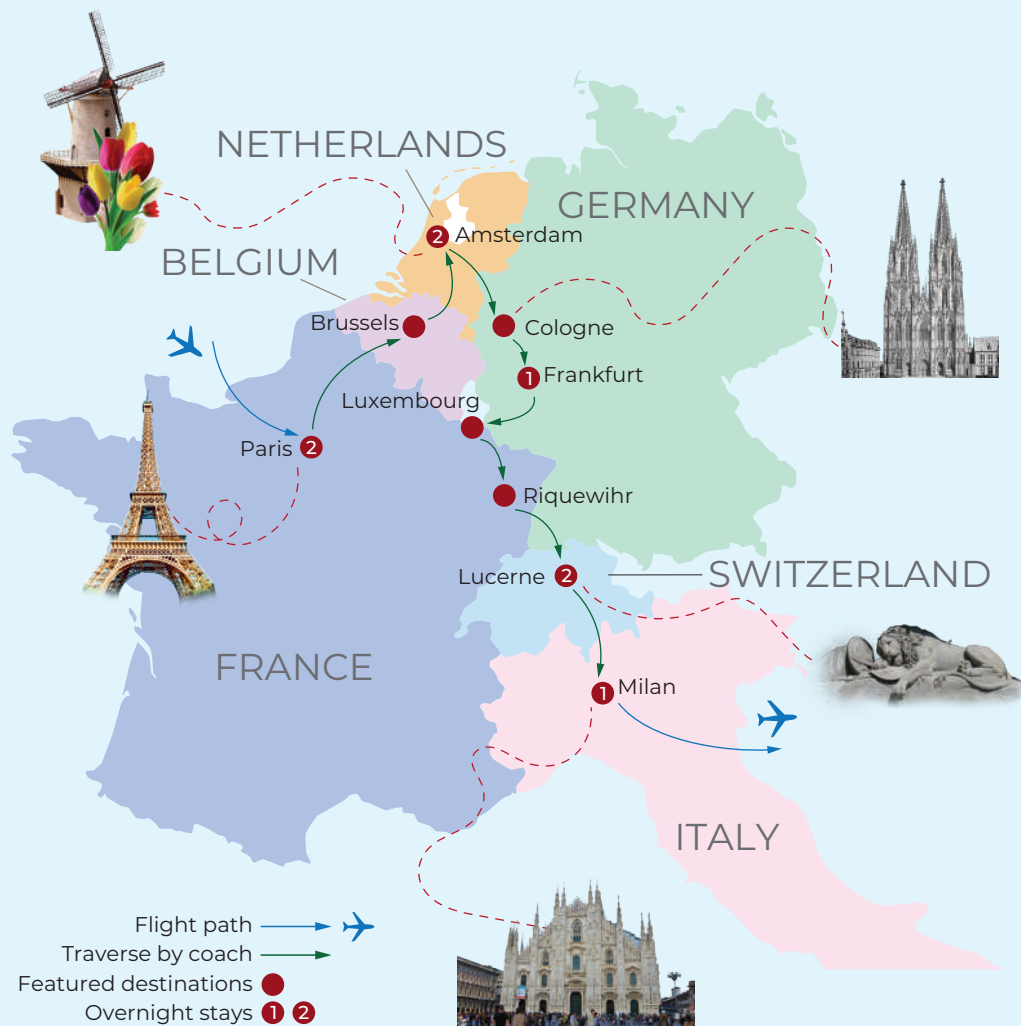 NETHERLANDS
GERMANY
2 Amsterdam
BELGIUM
Brussels
Cologne
1 Frankfurt
Luxembourg
Paris 2
Riquewihr
Lucerne 2
SWITZERLAND
FRANCE
1 Milan
ITALY
Flight path
Traverse by coach
Featured destinations
Overnight stays 1 2